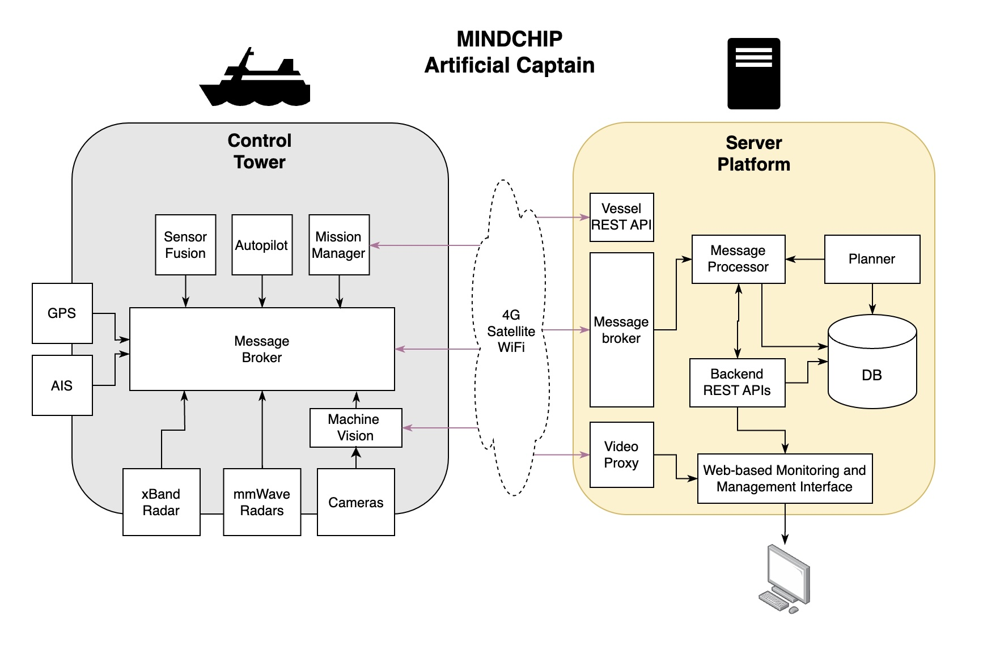 MINDCHIP
Artificial Captain
Control
Tower
Sensor
Fusion
Autopilot
Mission
Manager
GPS
AIS
Message
Broker
Machine
Vision
xBand
Radar
mmWave
Radars
Cameras
4G
Satellite
WiFi
Server
Platform
Vessel
REST API
Message
broker
Video
Proxy
Message
Processor
Planner
Backend
REST APIs
DB
Web-based Monitoring and
Management Interface